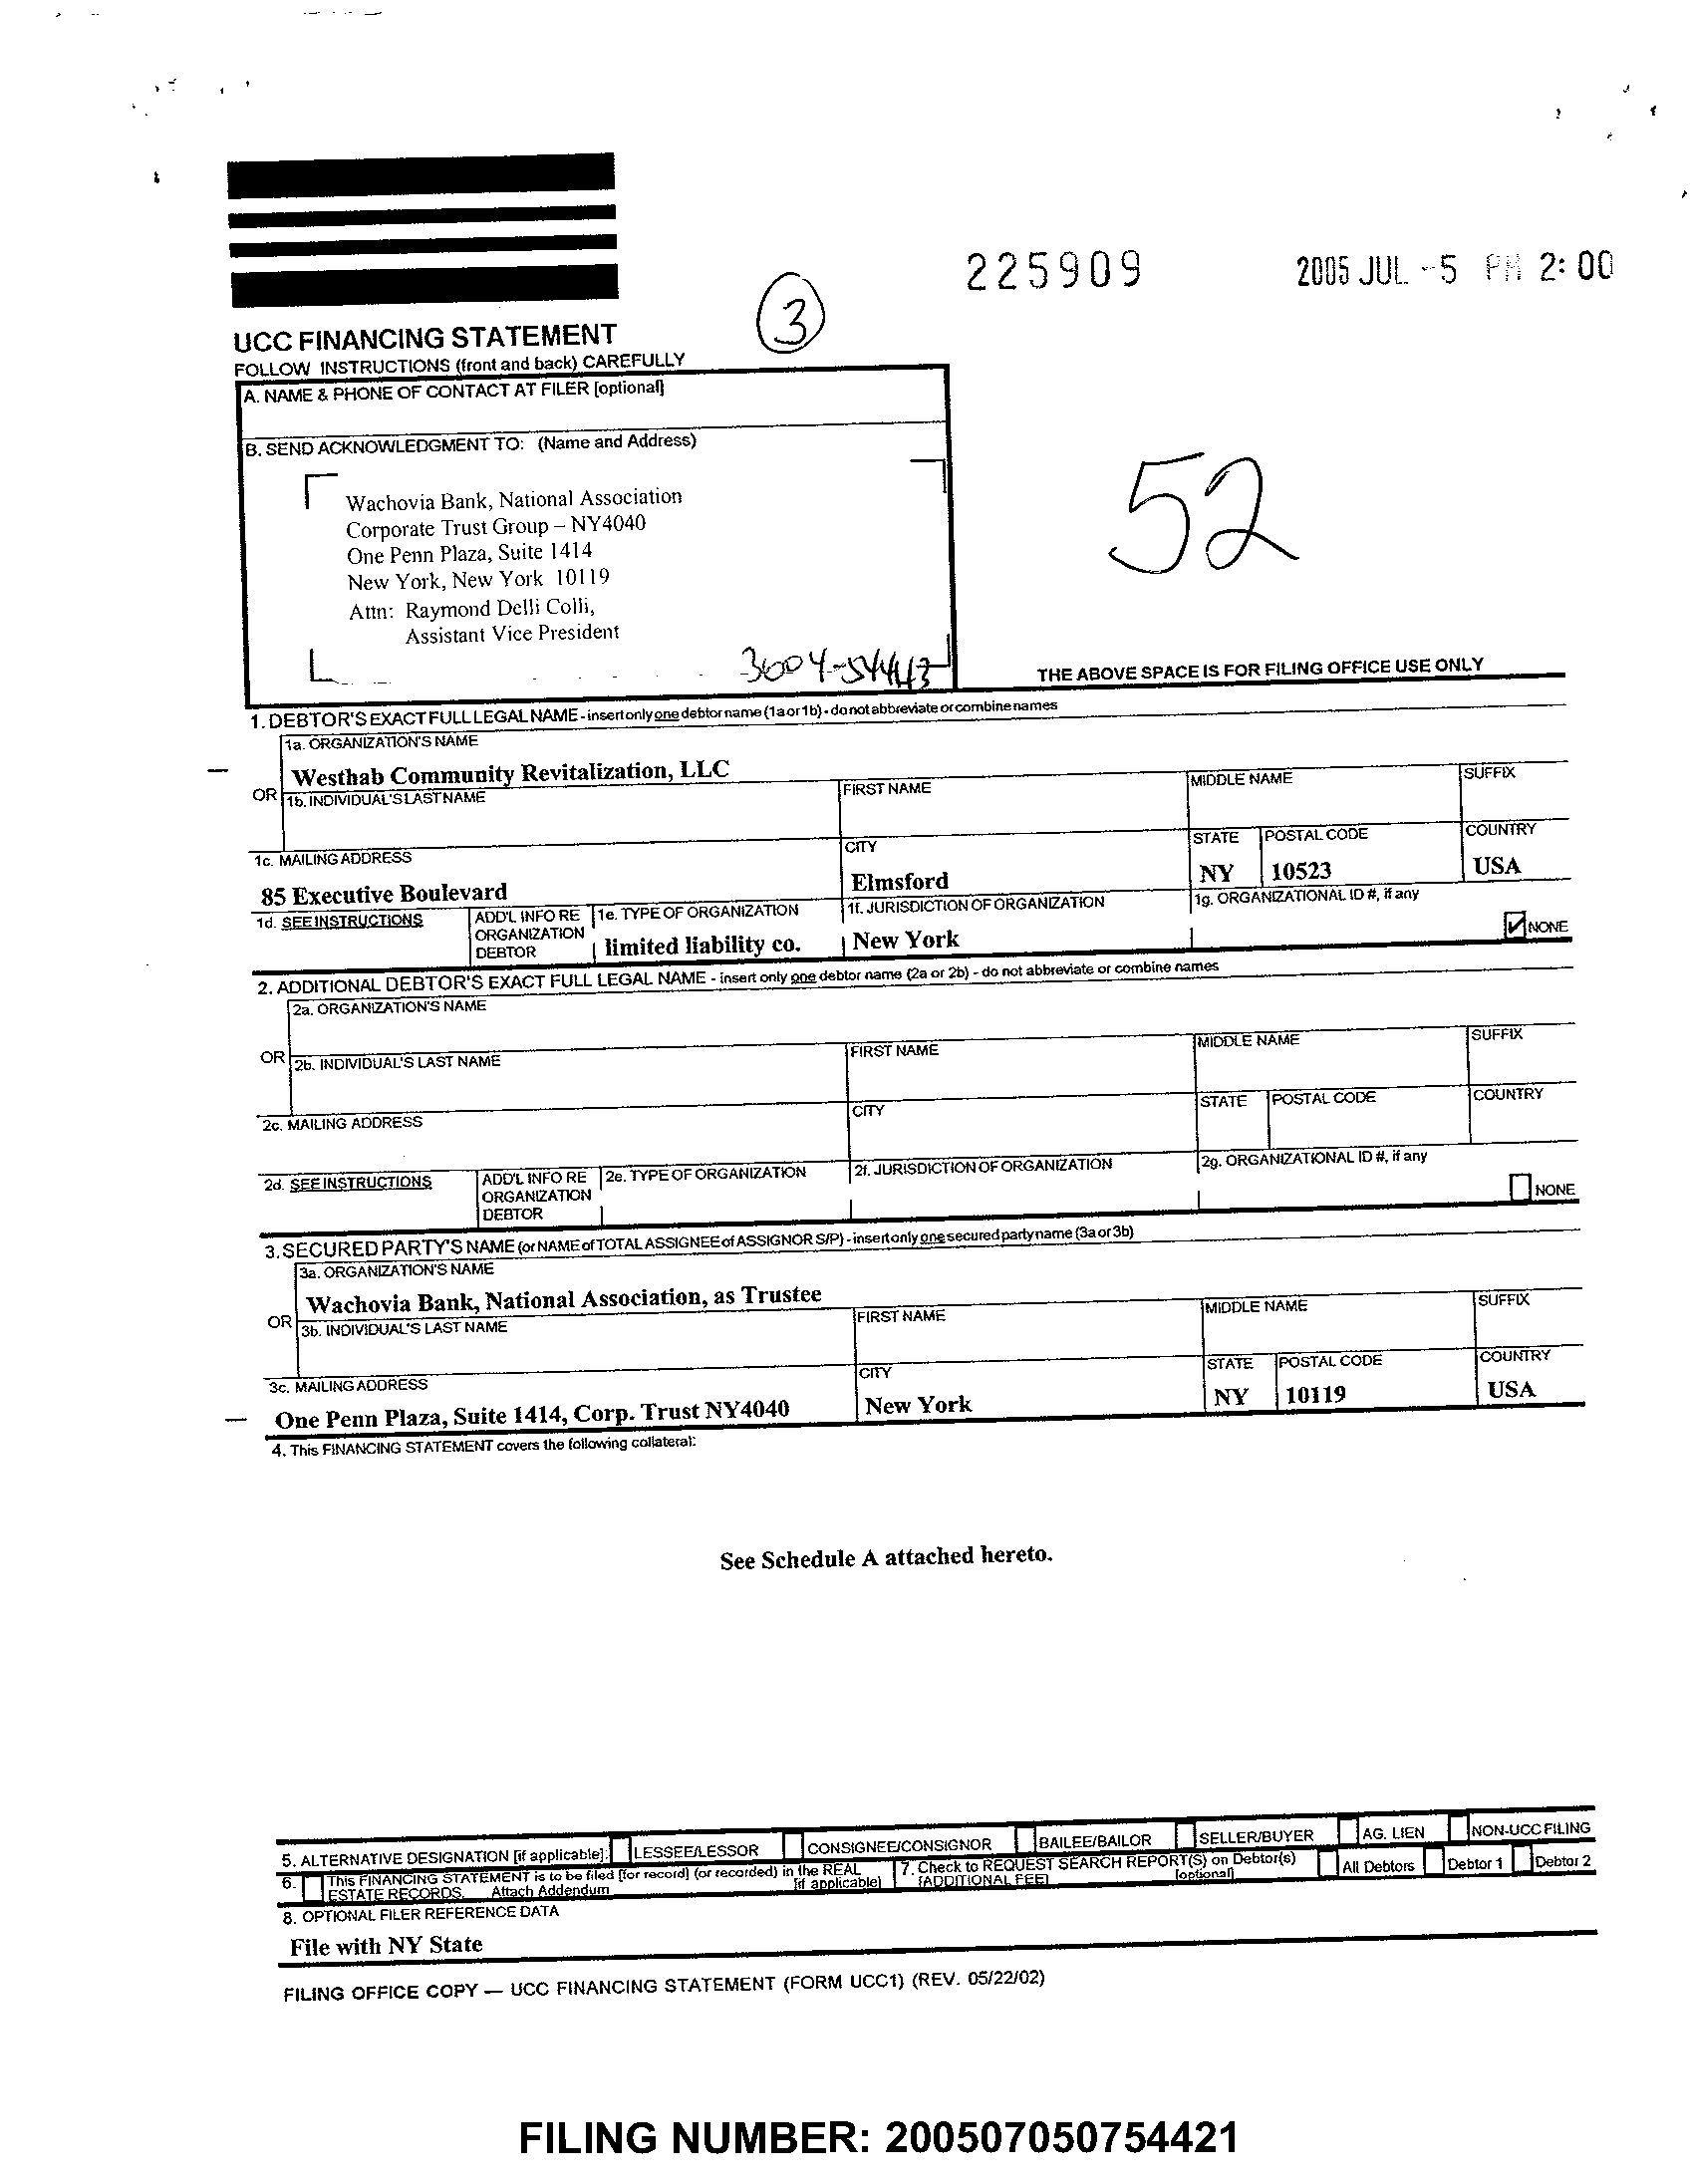 225909
2005 JUL -5 PM 2:00
UCC FINANCING STATEMENT
3
FOLLOW INSTRUCTIONS (front and back) CAREFULLY
A. NAME & PHONE OF CONTACT AT FILER [optional]
B. SEND ACKNOWLEDGMENT TO: (Name and Address)
Wachovia Bank, National Association
Corporate Trust Group – NY4040
One Penn Plaza, Suite 1414
New York, New York 10119
Attn: Raymond Delli Colli,
Assistant Vice President
52
3604-54443
THE ABOVE SPACE IS FOR FILING OFFICE USE ONLY
1. DEBTOR'S EXACT FULL LEGAL NAME - insert only one debtor name (1a or 1b) - do not abbreviate or combine names
1a. ORGANIZATION'S NAME
Westhab Community Revitalization, LLC
OR 1b. INDIVIDUAL'S LAST NAME FIRST NAME MIDDLE NAME SUFFIX
1c. MAILING ADDRESS CITY STATE POSTAL CODE COUNTRY
85 Executive Boulevard Elmsford NY 10523 USA
1d. SEE INSTRUCTIONS ADD'L INFO RE ORGANIZATION DEBTOR 1e. TYPE OF ORGANIZATION 1f. JURISDICTION OF ORGANIZATION 1g. ORGANIZATIONAL ID #, if any
limited liability co. New York NONE
2. ADDITIONAL DEBTOR'S EXACT FULL LEGAL NAME - insert only one debtor name (2a or 2b) - do not abbreviate or combine names
2a. ORGANIZATION'S NAME
OR 2b. INDIVIDUAL'S LAST NAME FIRST NAME MIDDLE NAME SUFFIX
2c. MAILING ADDRESS CITY STATE POSTAL CODE COUNTRY
2d. SEE INSTRUCTIONS ADD'L INFO RE ORGANIZATION DEBTOR 2e. TYPE OF ORGANIZATION 2f. JURISDICTION OF ORGANIZATION 2g. ORGANIZATIONAL ID #, if any
NONE
3. SECURED PARTY'S NAME (or NAME of TOTAL ASSIGNEE of ASSIGNOR S/P) - insert only one secured party name (3a or 3b)
3a. ORGANIZATION'S NAME
Wachovia Bank, National Association, as Trustee
OR 3b. INDIVIDUAL'S LAST NAME FIRST NAME MIDDLE NAME SUFFIX
3c. MAILING ADDRESS CITY STATE POSTAL CODE COUNTRY
One Penn Plaza, Suite 1414, Corp. Trust NY4040 New York NY 10119 USA
4. This FINANCING STATEMENT covers the following collateral:
See Schedule A attached hereto.
5. ALTERNATIVE DESIGNATION [if applicable]: LESSEE/LESSOR CONSIGNEE/CONSIGNOR BAILEE/BAILOR SELLER/BUYER AG. LIEN NON-UCC FILING
6. This FINANCING STATEMENT is to be filed [for record] (or recorded) in the REAL ESTATE RECORDS. Attach Addendum [if applicable] 7. Check to REQUEST SEARCH REPORT(S) on Debtor(s) [ADDITIONAL FEE] [optional] All Debtors Debtor 1 Debtor 2
8. OPTIONAL FILER REFERENCE DATA
File with NY State
FILING OFFICE COPY — UCC FINANCING STATEMENT (FORM UCC1) (REV. 05/22/02)
FILING NUMBER: 200507050754421